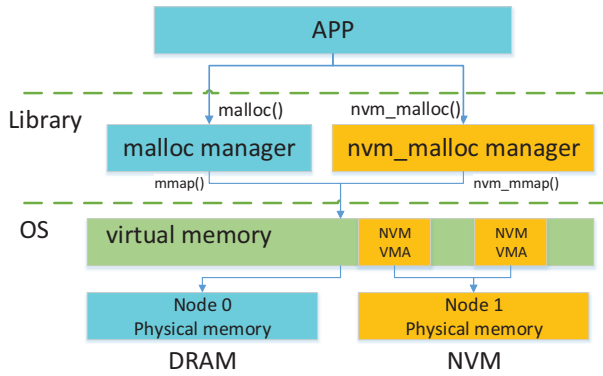 APP
malloc()
nvm_malloc()
Library
malloc manager
nvm_malloc manager
mmap()
nvm_mmap()
OS
virtual memory
NVM
VMA
NVM
VMA
Node 0
Physical memory
Node 1
Physical memory
DRAM
NVM